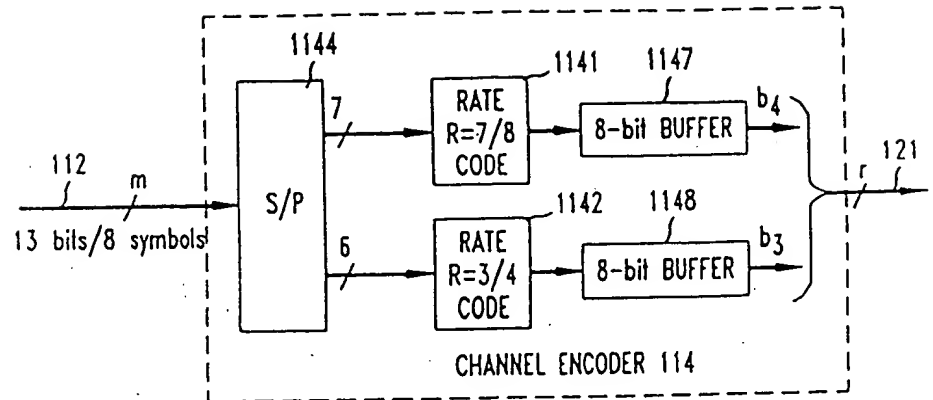 1144
1141
1147
7
RATE
R=7/8
CODE
8-bit BUFFER
b4
112
m
S/P
r
121
13 bits/8 symbols
1142
1148
6
RATE
R=3/4
CODE
8-bit BUFFER
b3
CHANNEL ENCODER 114